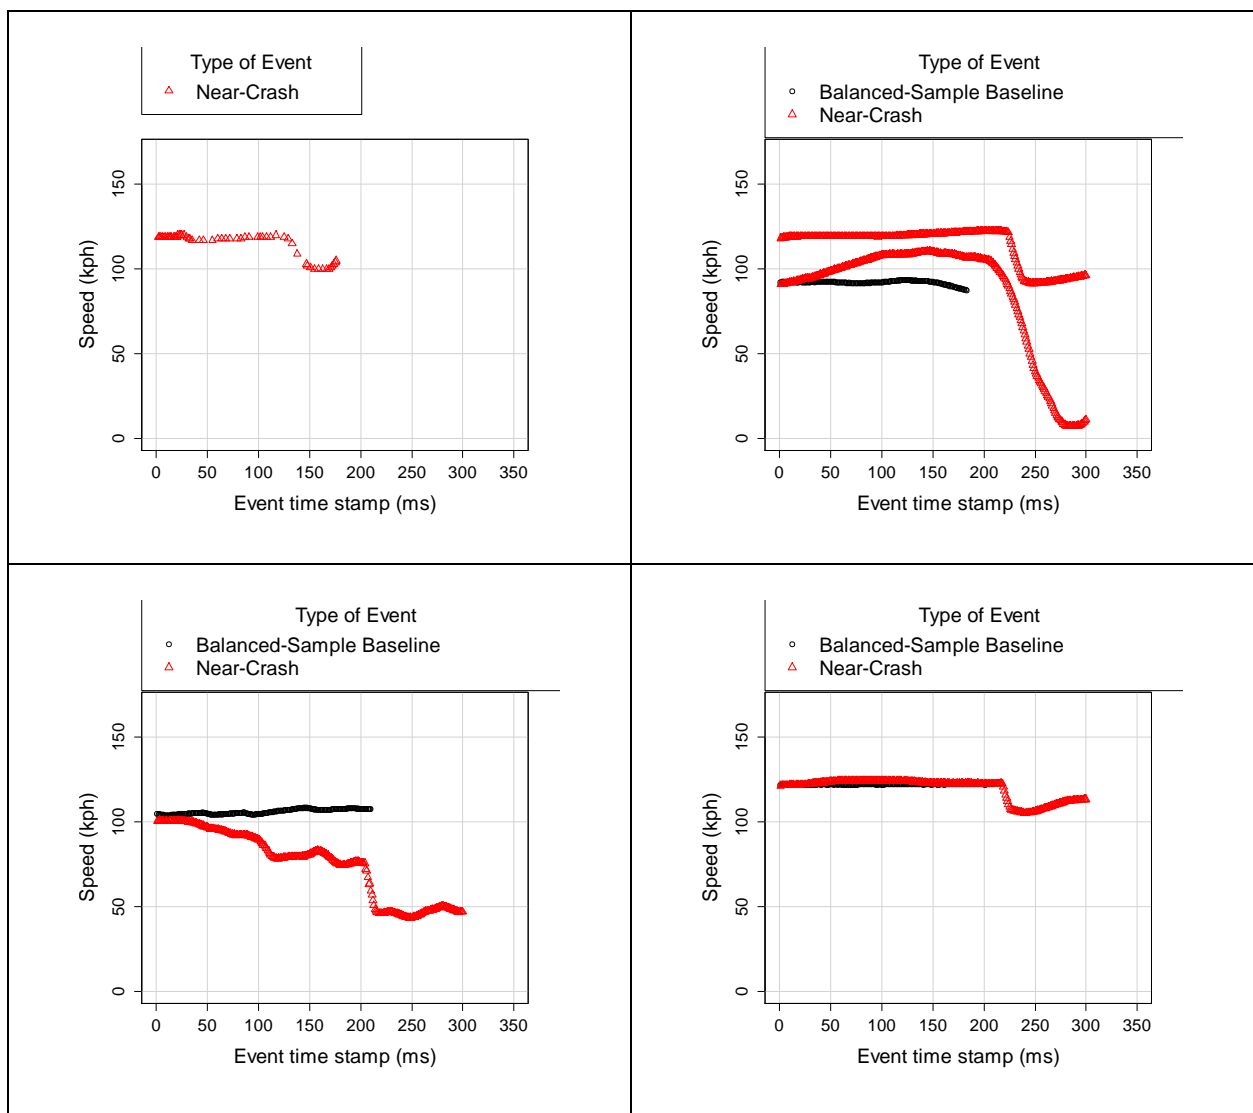 Type of Event
Near-Crash
Speed (kph)
150
100
50
0
0 50 100 150 200 250 300 350
Event time stamp (ms)
Type of Event
Balanced-Sample Baseline
Near-Crash
Speed (kph)
150
100
50
0
0 50 100 150 200 250 300 350
Event time stamp (ms)
Type of Event
Balanced-Sample Baseline
Near-Crash
Speed (kph)
150
100
50
0
0 50 100 150 200 250 300 350
Event time stamp (ms)
Type of Event
Balanced-Sample Baseline
Near-Crash
Speed (kph)
150
100
50
0
0 50 100 150 200 250 300 350
Event time stamp (ms)